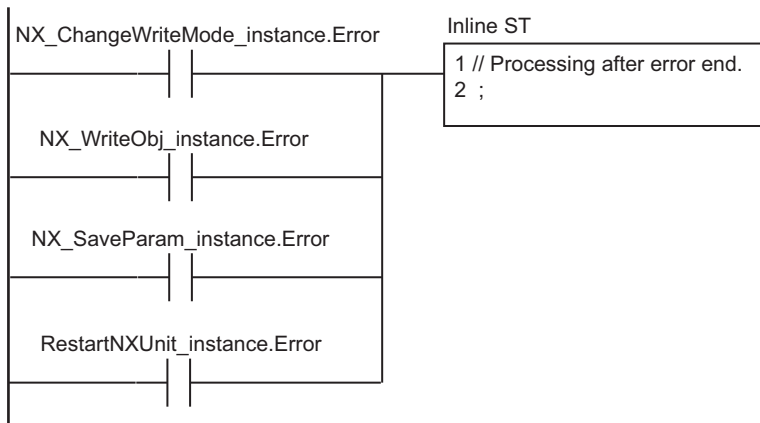 NX_ChangeWriteMode_instance.Error
Inline ST
1 // Processing after error end.
2 ;
NX_WriteObj_instance.Error
NX_SaveParam_instance.Error
RestartNXUnit_instance.Error